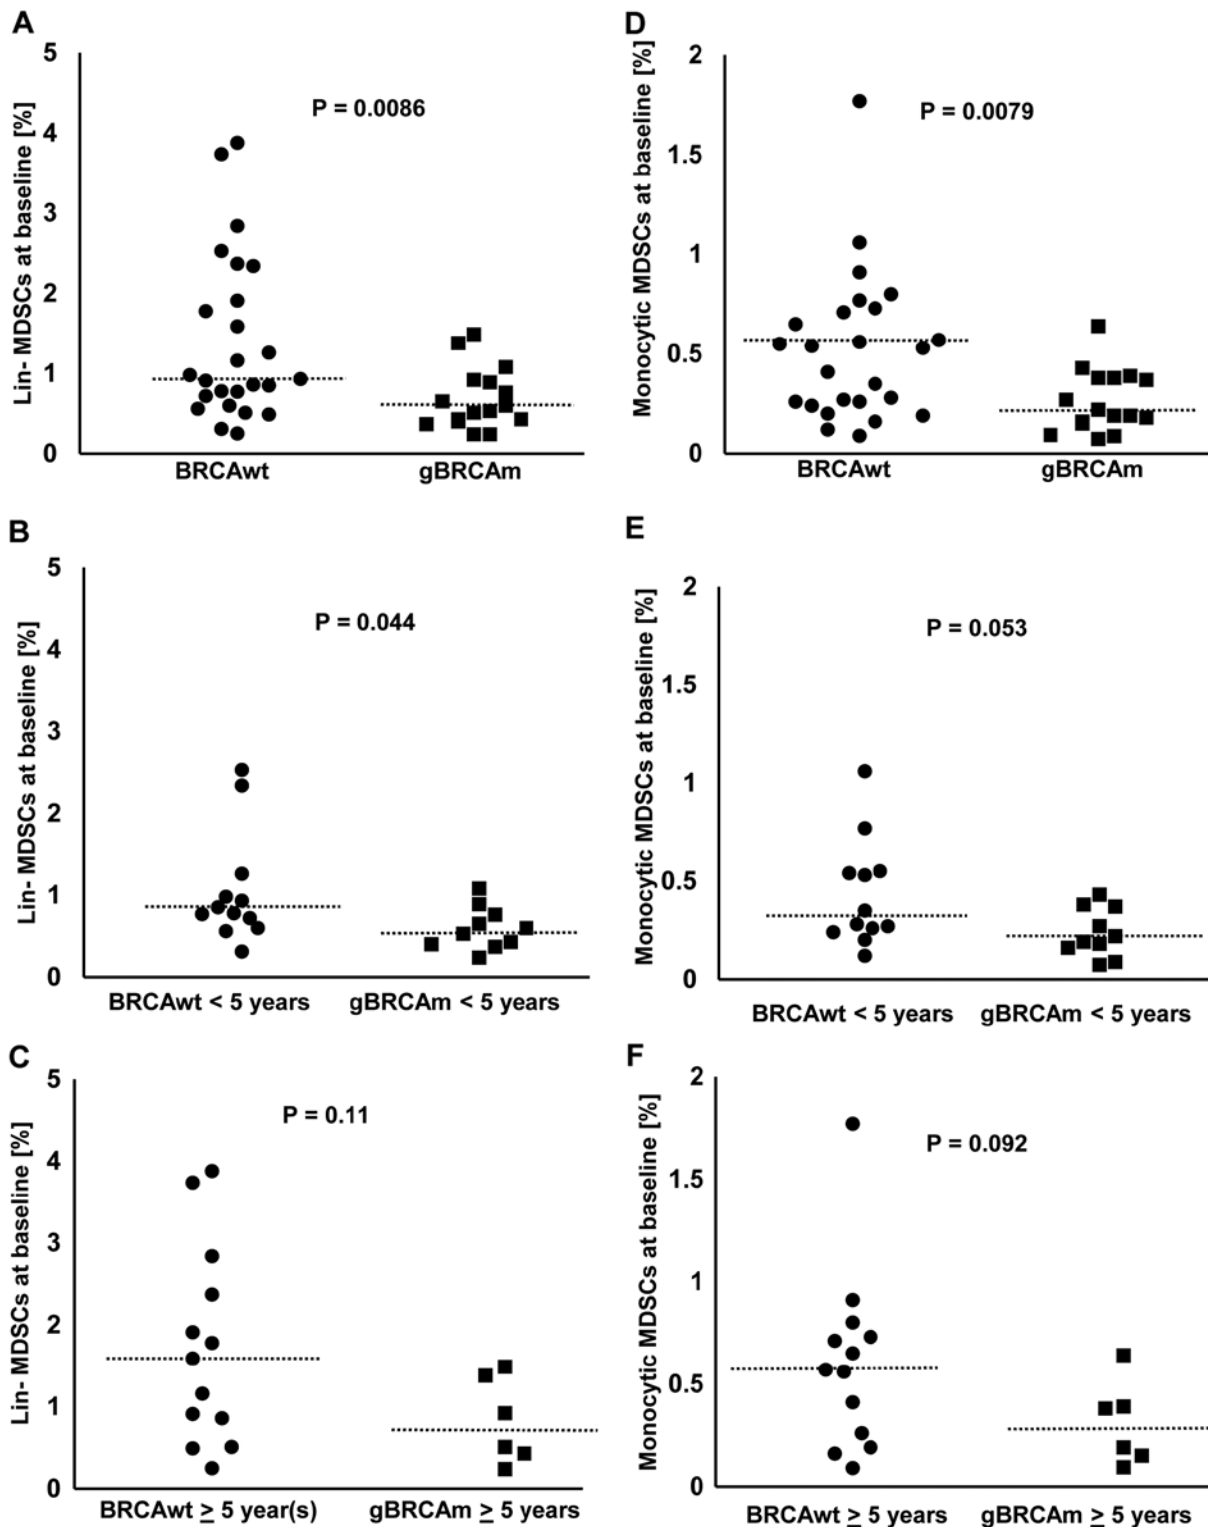 A
Lin- MDSCs at baseline [%]
5
4
3
2
1
0
P = 0.0086
BRCAwt
gBRCAm
D
Monocytic MDSCs at baseline [%]
2
1.5
1
0.5
0
P = 0.0079
BRCAwt
gBRCAm
B
Lin- MDSCs at baseline [%]
5
4
3
2
1
0
P = 0.044
BRCAwt < 5 years
gBRCAm < 5 years
E
Monocytic MDSCs at baseline [%]
2
1.5
1
0.5
0
P = 0.053
BRCAwt < 5 years
gBRCAm < 5 years
C
Lin- MDSCs at baseline [%]
5
4
3
2
1
0
P = 0.11
BRCAwt ≥ 5 year(s)
gBRCAm ≥ 5 years
F
Monocytic MDSCs at baseline [%]
2
1.5
1
0.5
0
P = 0.092
BRCAwt ≥ 5 years
gBRCAm ≥ 5 years